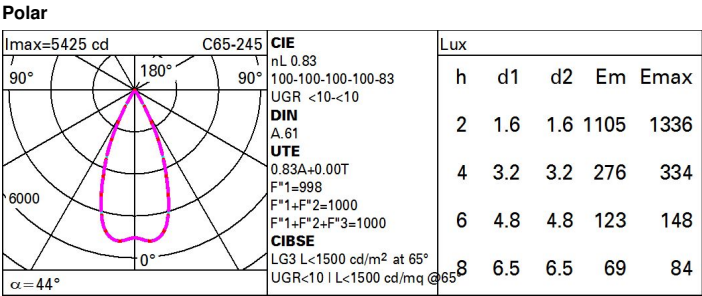 Polar
Imax=5425 cd
C65-245
90°
180°
90°
6000
0°
α=44°
CIE
nL 0.83
100-100-100-100-83
UGR <10-<10
DIN
A.61
UTE
0.83A+0.00T
F"1=998
F"1+F"2=1000
F"1+F"2+F"3=1000
CIBSE
LG3 L<1500 cd/m² at 65°
UGR<10 | L<1500 cd/mq @65°
Lux
h d1 d2 Em Emax
2 1.6 1.6 1105 1336
4 3.2 3.2 276 334
6 4.8 4.8 123 148
8 6.5 6.5 69 84